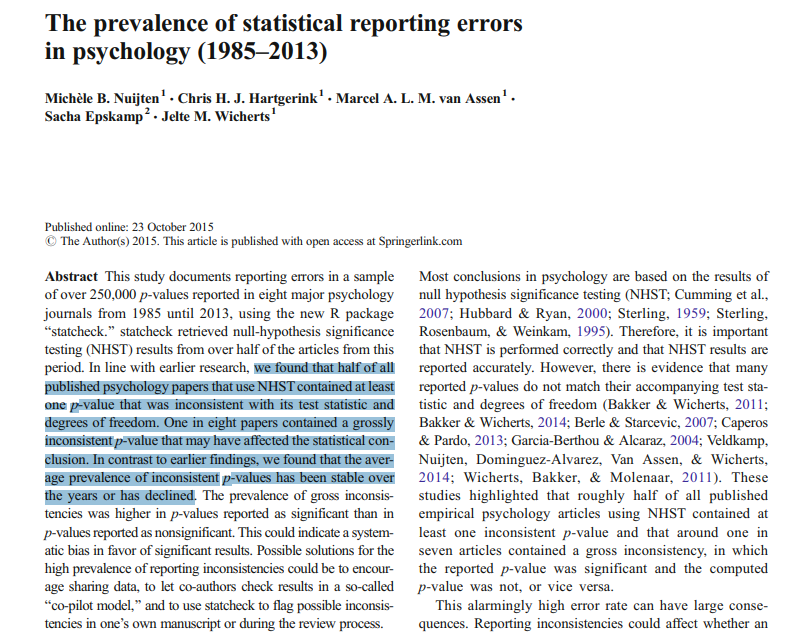 The prevalence of statistical reporting errors
in psychology (1985–2013)
Michèle B. Nuijten 1 · Chris H. J. Hartgerink 1 · Marcel A. L. M. van Assen 1 ·
Sacha Epskamp 2 · Jelte M. Wicherts 1
Published online: 23 October 2015
© The Author(s) 2015. This article is published with open access at Springerlink.com
Abstract This study documents reporting errors in a sample
of over 250,000 p-values reported in eight major psychology
journals from 1985 until 2013, using the new R package
“statcheck.” statcheck retrieved null-hypothesis significance
testing (NHST) results from over half of the articles from this
period. In line with earlier research, we found that half of all
published psychology papers that use NHST contained at least
one p-value that was inconsistent with its test statistic and
degrees of freedom. One in eight papers contained a grossly
inconsistent p-value that may have affected the statistical con-
clusion. In contrast to earlier findings, we found that the aver-
age prevalence of inconsistent p-values has been stable over
the years or has declined. The prevalence of gross inconsis-
tencies was higher in p-values reported as significant than in
p-values reported as nonsignificant. This could indicate a system-
atic bias in favor of significant results. Possible solutions for the
high prevalence of reporting inconsistencies could be to encour-
age sharing data, to let co-authors check results in a so-called
“co-pilot model,” and to use statcheck to flag possible inconsis-
tencies in one’s own manuscript or during the review process.
Most conclusions in psychology are based on the results of
null hypothesis significance testing (NHST; Cumming et al.,
2007; Hubbard & Ryan, 2000; Sterling, 1959; Sterling,
Rosenbaum, & Weinkam, 1995). Therefore, it is important
that NHST is performed correctly and that NHST results are
reported accurately. However, there is evidence that many
reported p-values do not match their accompanying test sta-
tistic and degrees of freedom (Bakker & Wicherts, 2011;
Bakker & Wicherts, 2014; Berle & Starcevic, 2007; Caperos
& Pardo, 2013; Garcia-Berthou & Alcaraz, 2004; Veldkamp,
Nuijten, Dominguez-Alvarez, Van Assen, & Wicherts,
2014; Wicherts, Bakker, & Molenaar, 2011). These
studies highlighted that roughly half of all published
empirical psychology articles using NHST contained at
least one inconsistent p-value and that around one in
seven articles contained a gross inconsistency, in which
the reported p-value was significant and the computed
p-value was not, or vice versa.
This alarmingly high error rate can have large conse-
quences. Reporting inconsistencies could affect whether an